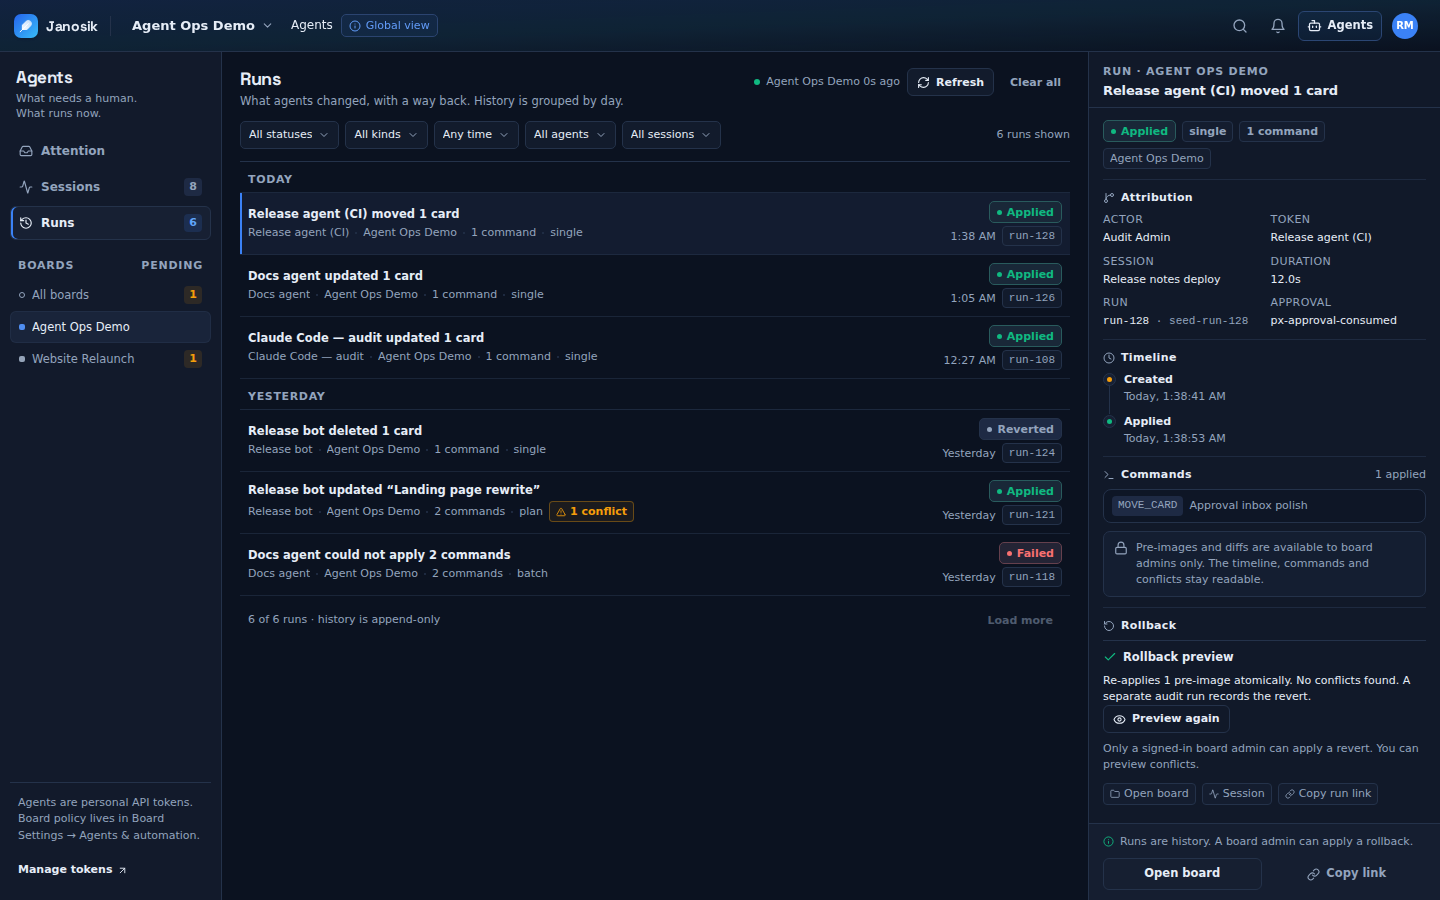 Janosik
Agent Ops Demo
Agents
Global view
Agents
RM
Agents
What needs a human.
What runs now.
Attention
Sessions
8
Runs
6
BOARDS
PENDING
All boards
1
Agent Ops Demo
Website Relaunch
1
Agents are personal API tokens.
Board policy lives in Board
Settings → Agents & automation.
Manage tokens
Runs
What agents changed, with a way back. History is grouped by day.
Agent Ops Demo 0s ago
Refresh
Clear all
All statuses
All kinds
Any time
All agents
All sessions
6 runs shown
TODAY
Release agent (CI) moved 1 card
Release agent (CI) · Agent Ops Demo · 1 command · single
Applied
1:38 AM run-128
Docs agent updated 1 card
Docs agent · Agent Ops Demo · 1 command · single
Applied
1:05 AM run-126
Claude Code — audit updated 1 card
Claude Code — audit · Agent Ops Demo · 1 command · single
Applied
12:27 AM run-108
YESTERDAY
Release bot deleted 1 card
Release bot · Agent Ops Demo · 1 command · single
Reverted
Yesterday run-124
Release bot updated “Landing page rewrite”
Release bot · Agent Ops Demo · 2 commands · plan 1 conflict
Applied
Yesterday run-121
Docs agent could not apply 2 commands
Docs agent · Agent Ops Demo · 2 commands · batch
Failed
Yesterday run-118
6 of 6 runs · history is append-only
Load more
RUN · AGENT OPS DEMO
Release agent (CI) moved 1 card
Applied
single
1 command
Agent Ops Demo
Attribution
ACTOR
Audit Admin
TOKEN
Release agent (CI)
SESSION
Release notes deploy
DURATION
12.0s
RUN
run-128 · seed-run-128
APPROVAL
px-approval-consumed
Timeline
Created
Today, 1:38:41 AM
Applied
Today, 1:38:53 AM
Commands
1 applied
MOVE_CARD Approval inbox polish
Pre-images and diffs are available to board
admins only. The timeline, commands and
conflicts stay readable.
Rollback
Rollback preview
Re-applies 1 pre-image atomically. No conflicts found. A
separate audit run records the revert.
Preview again
Only a signed-in board admin can apply a revert. You can
preview conflicts.
Open board
Session
Copy run link
Runs are history. A board admin can apply a rollback.
Open board
Copy link